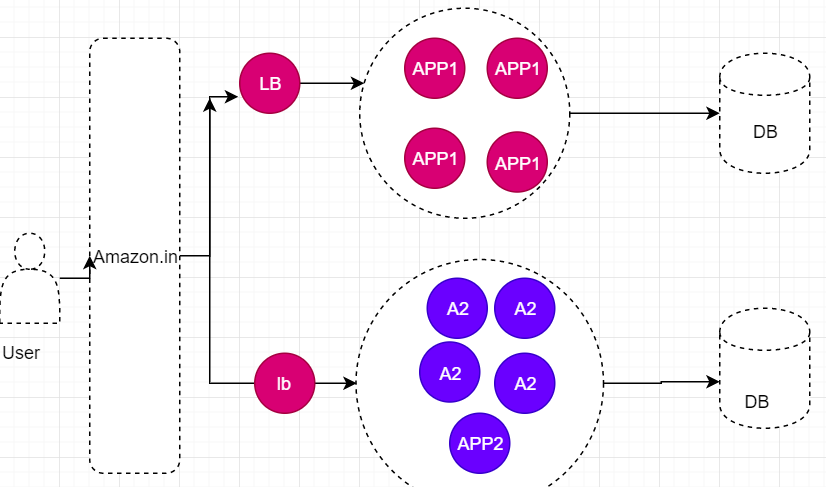 LB
APP1
APP1
APP1
APP1
DB
Amazon.in
User
A2
A2
A2
A2
APP2
lb
DB